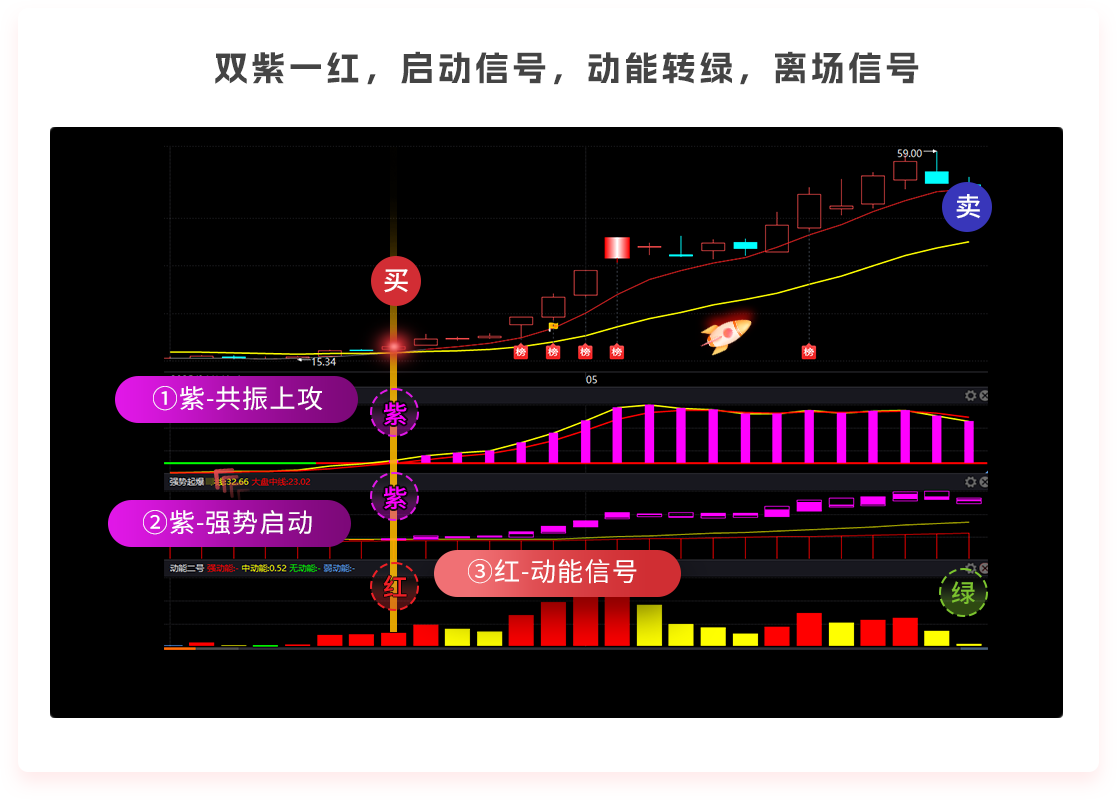 双紫一红，启动信号，动能转绿，离场信号
59.00
卖
买
榜 榜 榜 榜 榜
15.34
05
①紫-共振上攻
紫
强势起爆 线:32.66 大盘中线:23.02
紫
②紫-强势启动
③红-动能信号
动能二号 强动能:- 中动能:0.52 无动能:- 弱动能:-
红
绿